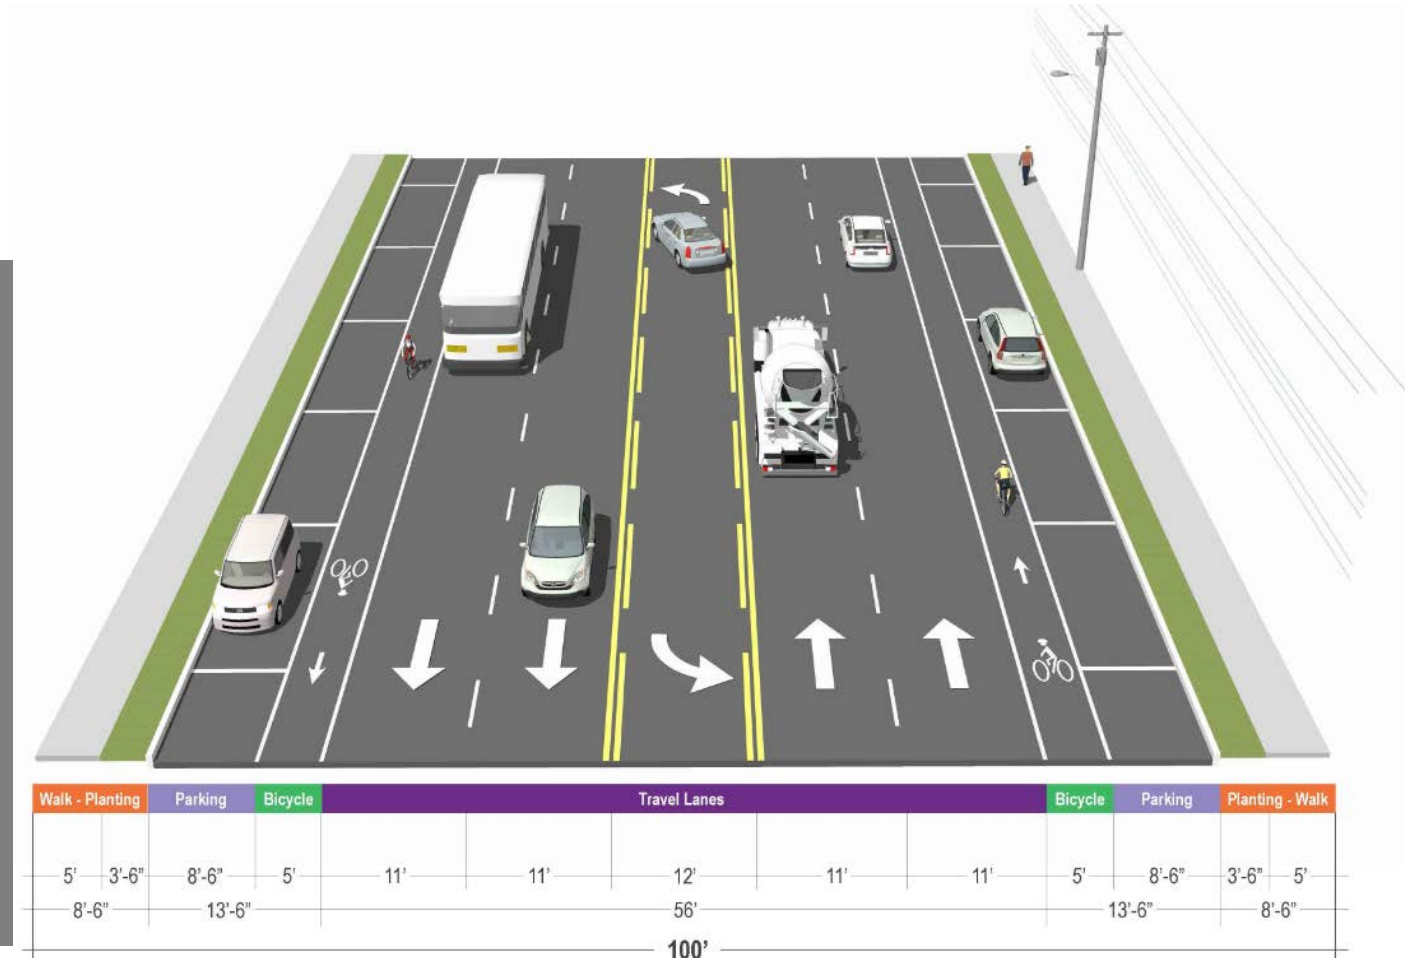 Walk - Planting Parking Bicycle Travel Lanes Bicycle Parking Planting - Walk
5' 3'-6" 8'-6" 5' 11' 11' 12' 11' 11' 5' 8'-6" 3'-6" 5'
8'-6" 13'-6" 56' 13'-6" 8'-6"
100'